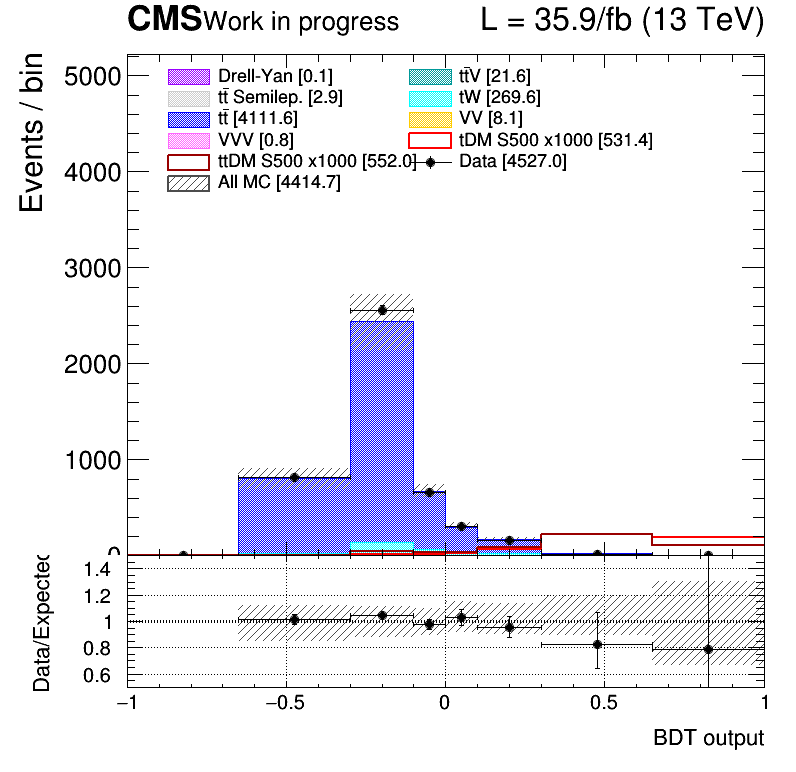 CMS Work in progress L = 35.9/fb (13 TeV)
Events / bin
5000
4000
3000
2000
1000
0
Drell-Yan [0.1] tt̄V [21.6]
tt̄ Semilep. [2.9] tW [269.6]
tt̄ [4111.6] VV [8.1]
VVV [0.8] tDM S500 x1000 [531.4]
ttDM S500 x1000 [552.0] Data [4527.0]
All MC [4414.7]
Data/Expected
1.4
1.2
1
0.8
0.6
−1 −0.5 0 0.5 1
BDT output